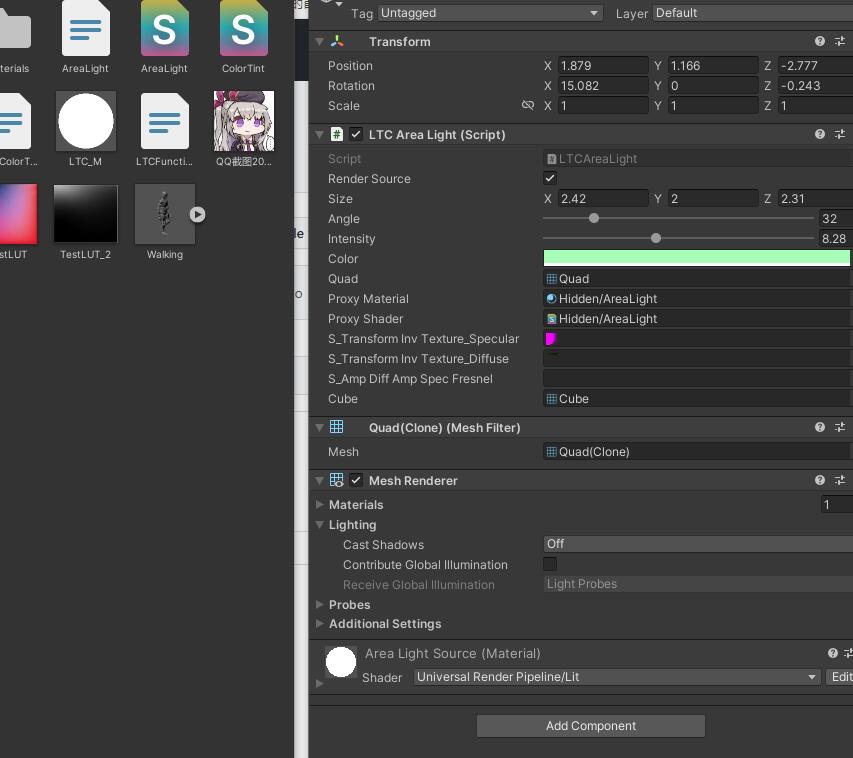 Tag Untagged Layer Default
Transform
Position X 1.879 Y 1.166 Z -2.777
Rotation X 15.082 Y 0 Z -0.243
Scale X 1 Y 1 Z 1
LTC Area Light (Script)
Script LTCAreaLight
Render Source
Size X 2.42 Y 2 Z 2.31
Angle 32
Intensity 8.28
Color
Quad Quad
Proxy Material Hidden/AreaLight
Proxy Shader Hidden/AreaLight
S_Transform Inv Texture_Specular
S_Transform Inv Texture_Diffuse
S_Amp Diff Amp Spec Fresnel
Cube Cube
Quad(Clone) (Mesh Filter)
Mesh Quad(Clone)
Mesh Renderer
Materials 1
Lighting
Cast Shadows Off
Contribute Global Illumination
Receive Global Illumination Light Probes
Probes
Additional Settings
Area Light Source (Material)
Shader Universal Render Pipeline/Lit Edit
Add Component
terials AreaLight AreaLight ColorTint
ColorT... LTC_M LTCFuncti... QQ截图20...
stLUT TestLUT_2 Walking
le